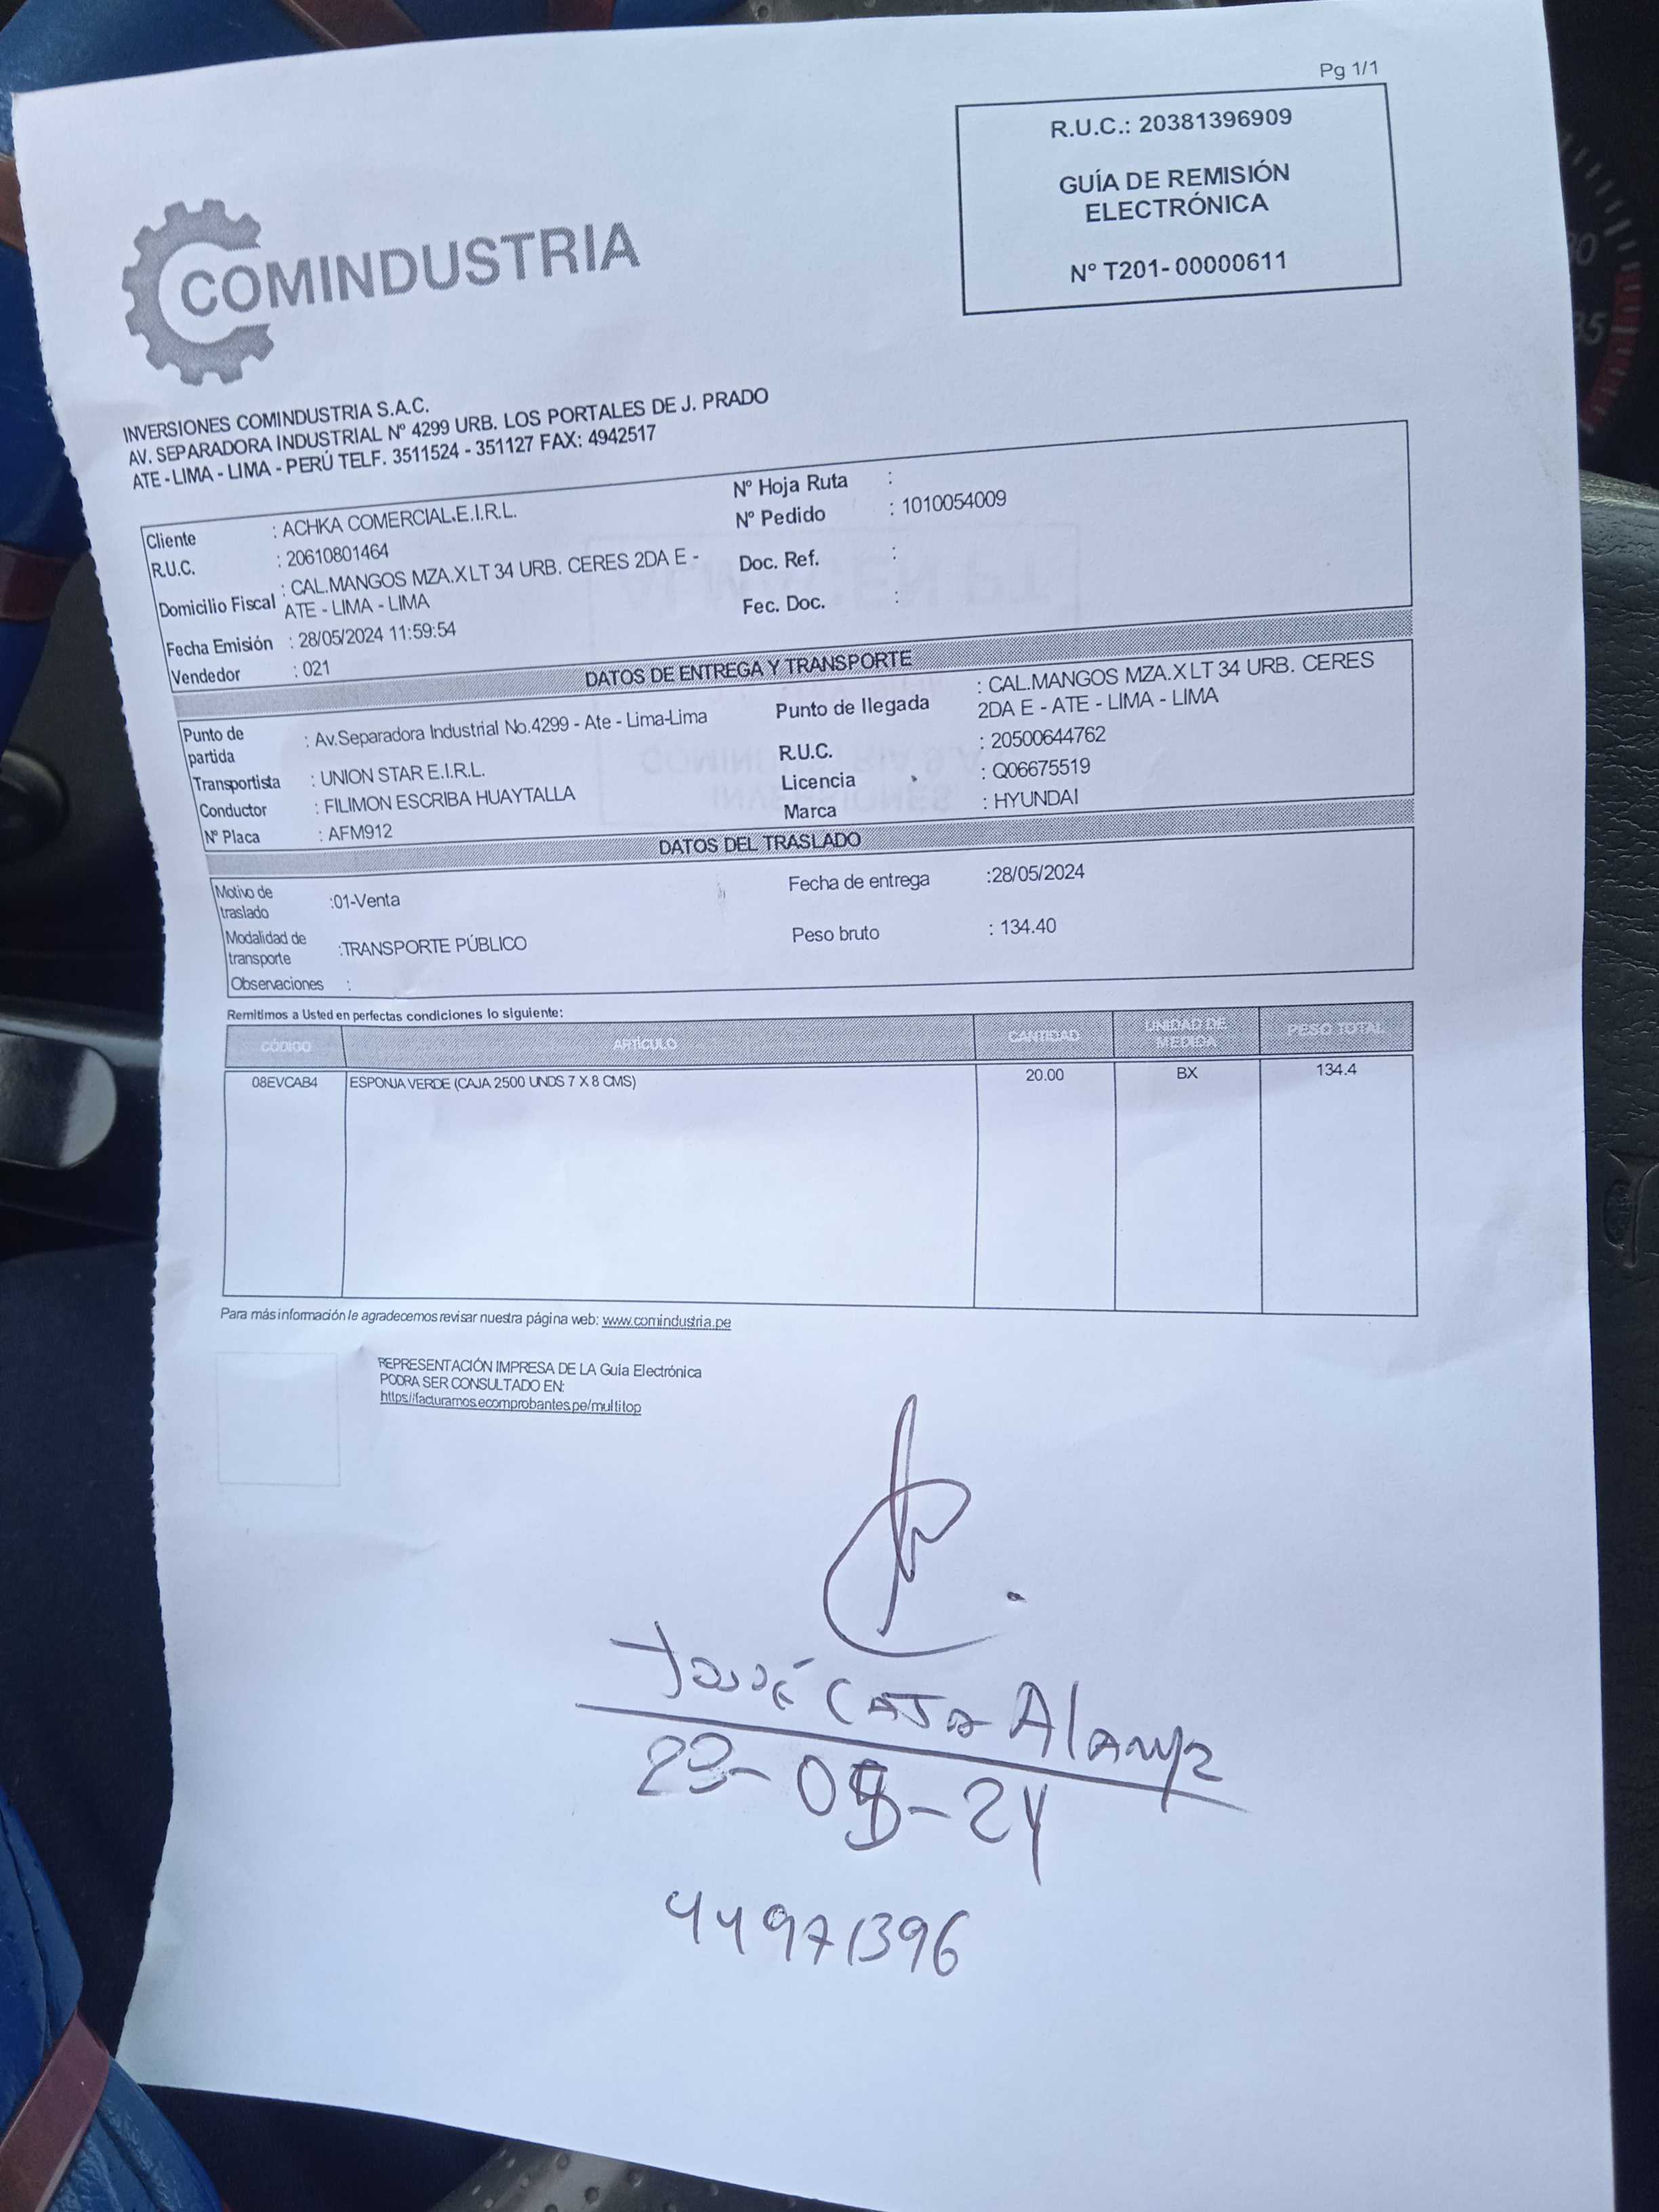 Pg 1/1
R.U.C.: 20381396909
GUÍA DE REMISIÓN
ELECTRÓNICA
Nº T201-00000611
COMINDUSTRIA
INVERSIONES COMINDUSTRIA S.A.C.
AV. SEPARADORA INDUSTRIAL Nº 4299 URB. LOS PORTALES DE J. PRADO
ATE - LIMA - LIMA - PERÚ TELF. 3511524 - 351127 FAX: 4942517
Cliente : ACHKA COMERCIAL.E.I.R.L.
R.U.C. : 20610801464
Domicilio Fiscal : CAL.MANGOS MZA.X LT 34 URB. CERES 2DA E -
ATE - LIMA - LIMA
Fecha Emisión : 28/05/2024 11:59:54
Vendedor : 021
Nº Hoja Ruta :
Nº Pedido : 1010054009
Doc. Ref. :
Fec. Doc. :
DATOS DE ENTREGA Y TRANSPORTE
Punto de
partida : Av.Separadora Industrial No.4299 - Ate - Lima-Lima
Transportista : UNION STAR E.I.R.L.
Conductor : FILIMON ESCRIBA HUAYTALLA
Nº Placa : AFM912
Punto de llegada : CAL.MANGOS MZA.X LT 34 URB. CERES
2DA E - ATE - LIMA - LIMA
R.U.C. : 20500644762
Licencia : Q06675519
Marca : HYUNDAI
DATOS DEL TRASLADO
Motivo de
traslado :01-Venta
Modalidad de
transporte :TRANSPORTE PÚBLICO
Observaciones :
Fecha de entrega :28/05/2024
Peso bruto : 134.40
Remitimos a Usted en perfectas condiciones lo siguiente:
CÓDIGO ARTÍCULO CANTIDAD UNIDAD DE MEDIDA PESO TOTAL
08EVCAB4 ESPONJA VERDE (CAJA 2500 UNDS 7 X 8 CMS) 20.00 BX 134.4
Para más información le agradecemos revisar nuestra página web: www.comindustria.pe
REPRESENTACIÓN IMPRESA DE LA Guia Electrónica
PODRA SER CONSULTADO EN:
https://facturamos.ecomprobantes.pe/multitop
José CAJA Alanya
44971396